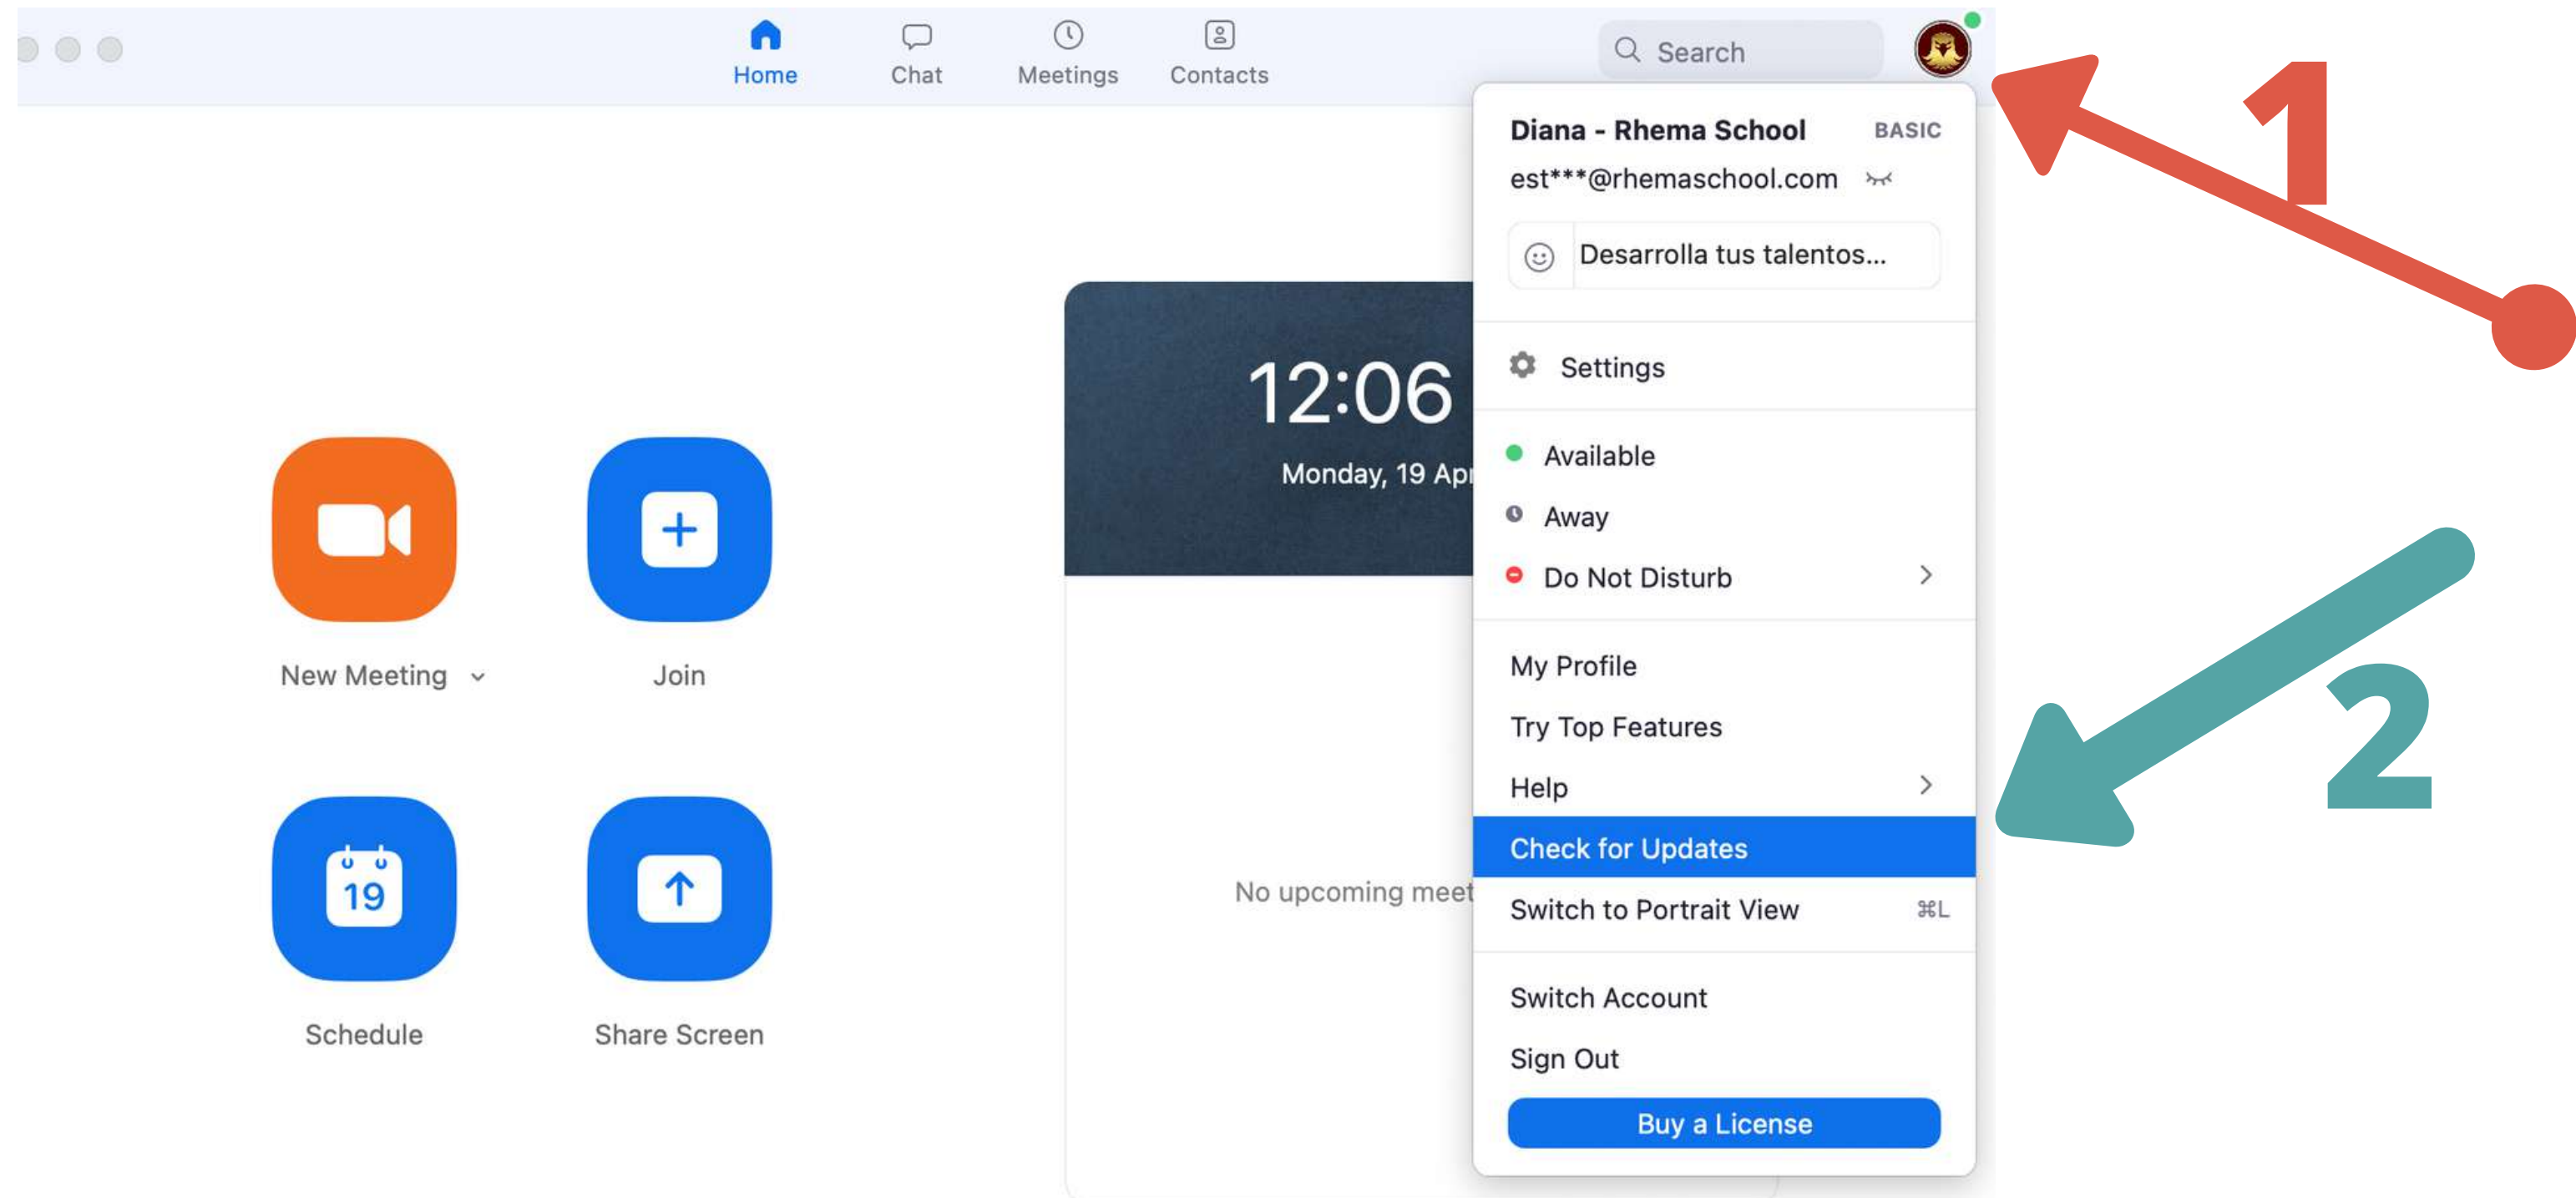 Home
Chat
Meetings
Contacts
Search
1
Diana - Rhema School BASIC
est***@rhemaschool.com
Desarrolla tus talentos...
Settings
12:06
Monday, 19 Apr
Available
Away
Do Not Disturb
New Meeting
Join
My Profile
Try Top Features
Help
2
Check for Updates
Switch to Portrait View ⌘L
19
No upcoming meet
Switch Account
Schedule
Share Screen
Sign Out
Buy a License